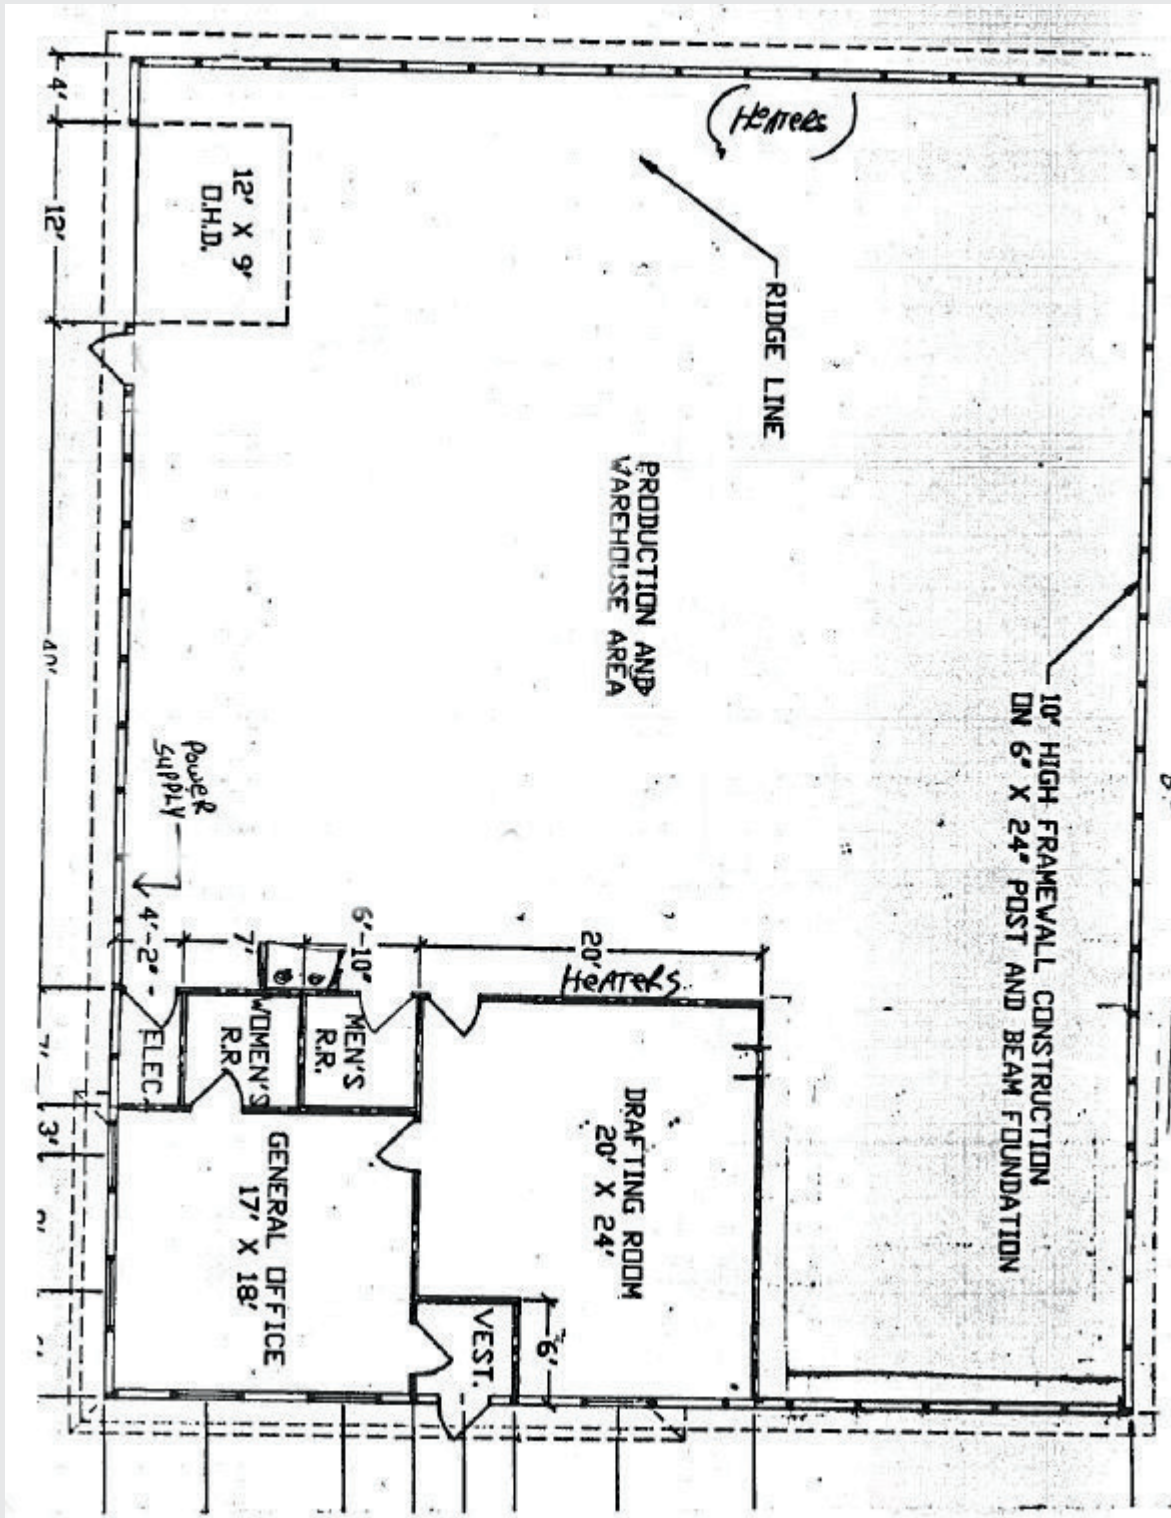 4'
12'
40'
7'
3'
12' X 9'
O.H.D.
(HEATERS)
RIDGE LINE
PRODUCTION AND
WAREHOUSE AREA
10' HIGH FRAMEWALL CONSTRUCTION
ON 6" X 24" POST AND BEAM FOUNDATION
POWER
SUPPLY
4'-2"
7'
6'-10"
20'
HEATERS
ELEC.
WOMEN'S
R.R.
MEN'S
R.R.
DRAFTING ROOM
20' X 24'
GENERAL OFFICE
17' X 18'
VEST.
6'